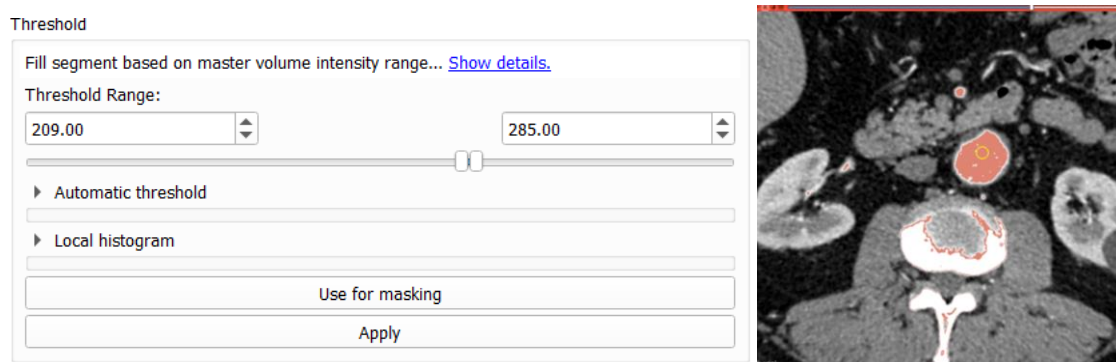 Threshold
Fill segment based on master volume intensity range... Show details.
Threshold Range:
209.00 285.00
Automatic threshold
Local histogram
Use for masking
Apply